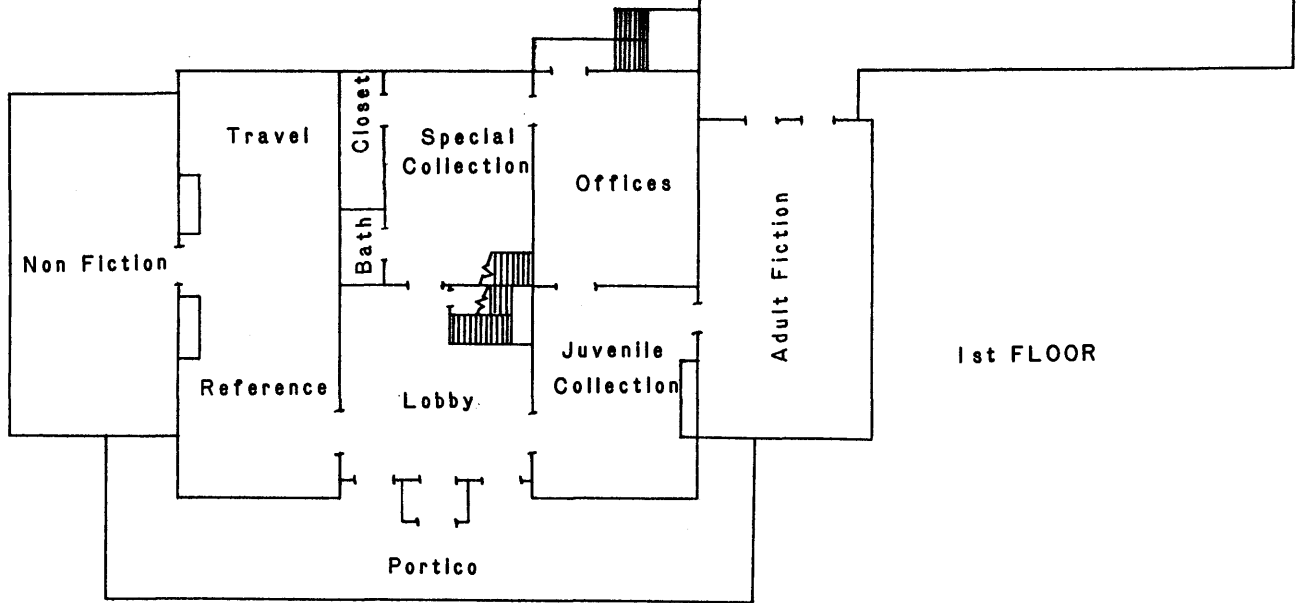 Travel
Closet
Special
Collection
Offices
Non Fiction
Bath
Adult Fiction
Juvenile
Collection
1st FLOOR
Reference
Lobby
Portico